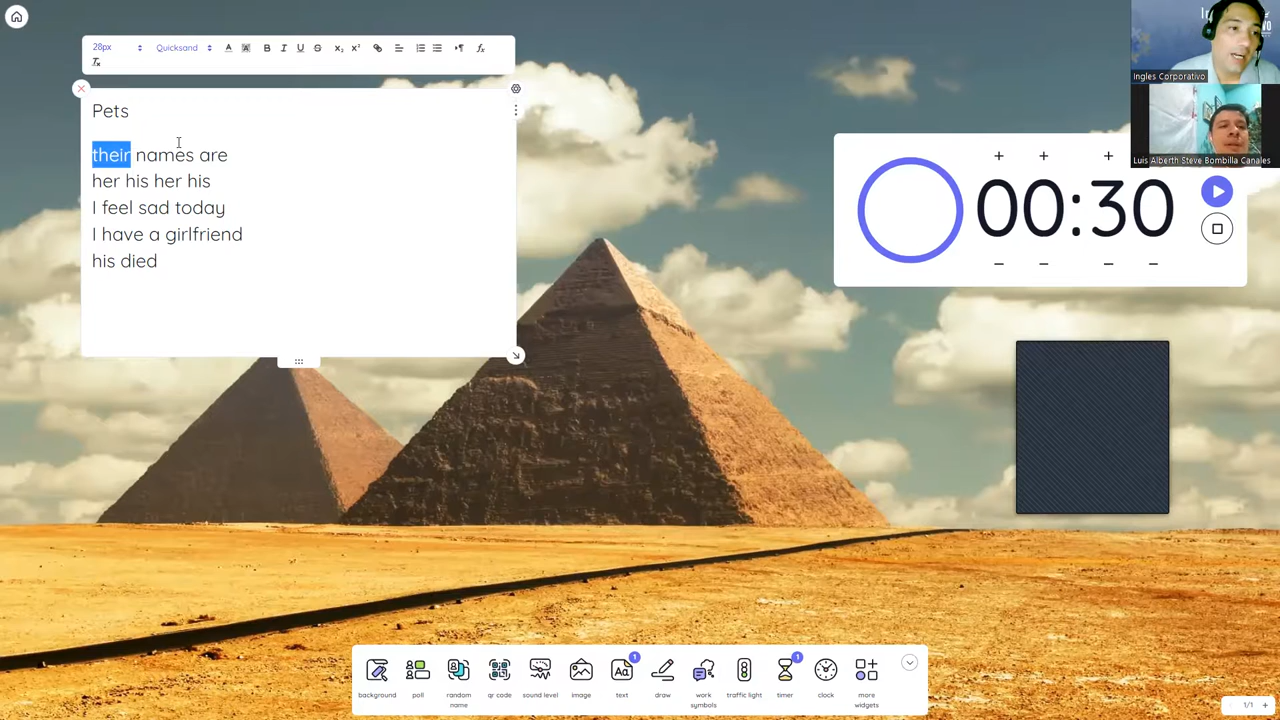 28px
Quicksand
Pets
their names are
her his her his
I feel sad today
I have a girlfriend
his died
00:30
Ingles Corporativo
Luis Alberth Steve Bombilla Canales
background
poll
random name
qr code
sound level
image
1
text
draw
work symbols
traffic light
1
timer
clock
more widgets
1/1